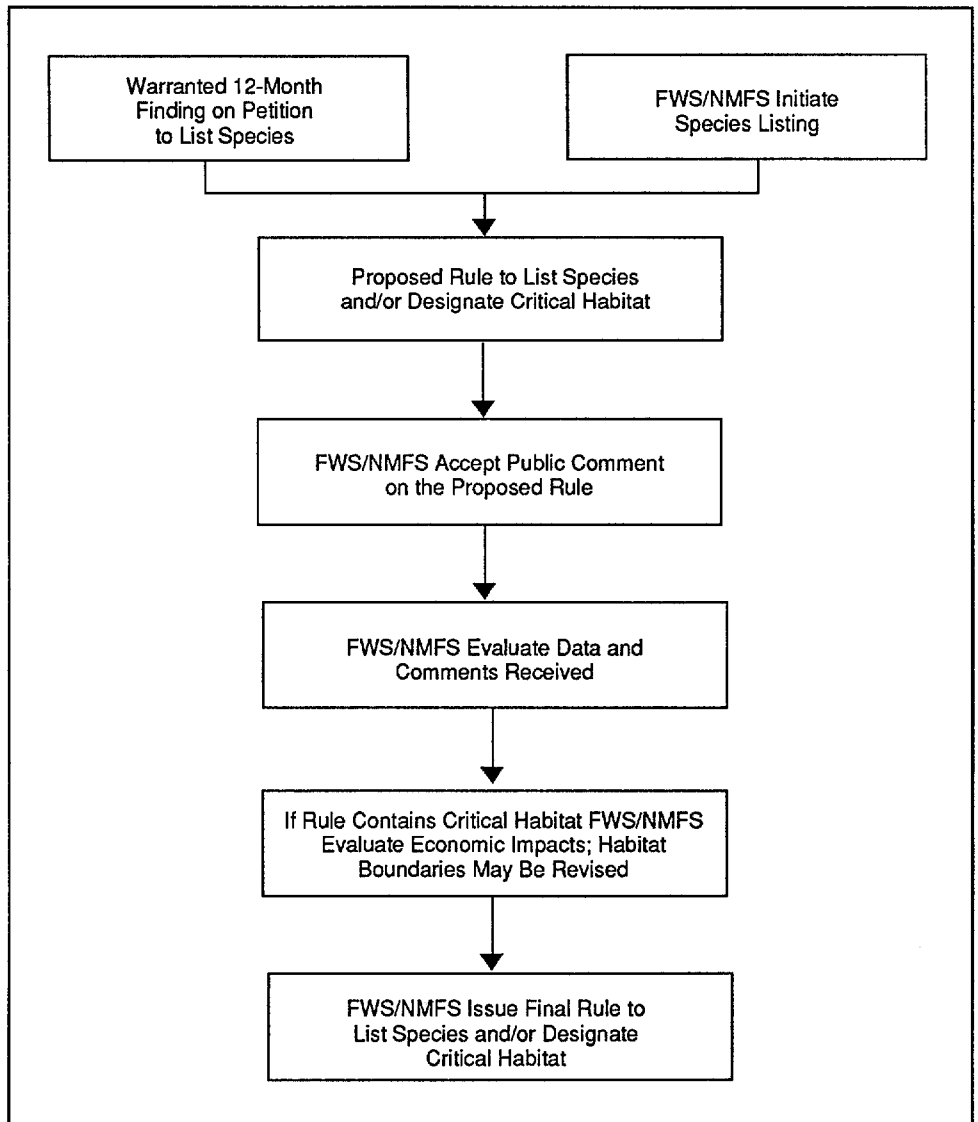 Warranted 12-Month
Finding on Petition
to List Species
FWS/NMFS Initiate
Species Listing
Proposed Rule to List Species
and/or Designate Critical Habitat
FWS/NMFS Accept Public Comment
on the Proposed Rule
FWS/NMFS Evaluate Data and
Comments Received
If Rule Contains Critical Habitat FWS/NMFS
Evaluate Economic Impacts; Habitat
Boundaries May Be Revised
FWS/NMFS Issue Final Rule to
List Species and/or Designate
Critical Habitat